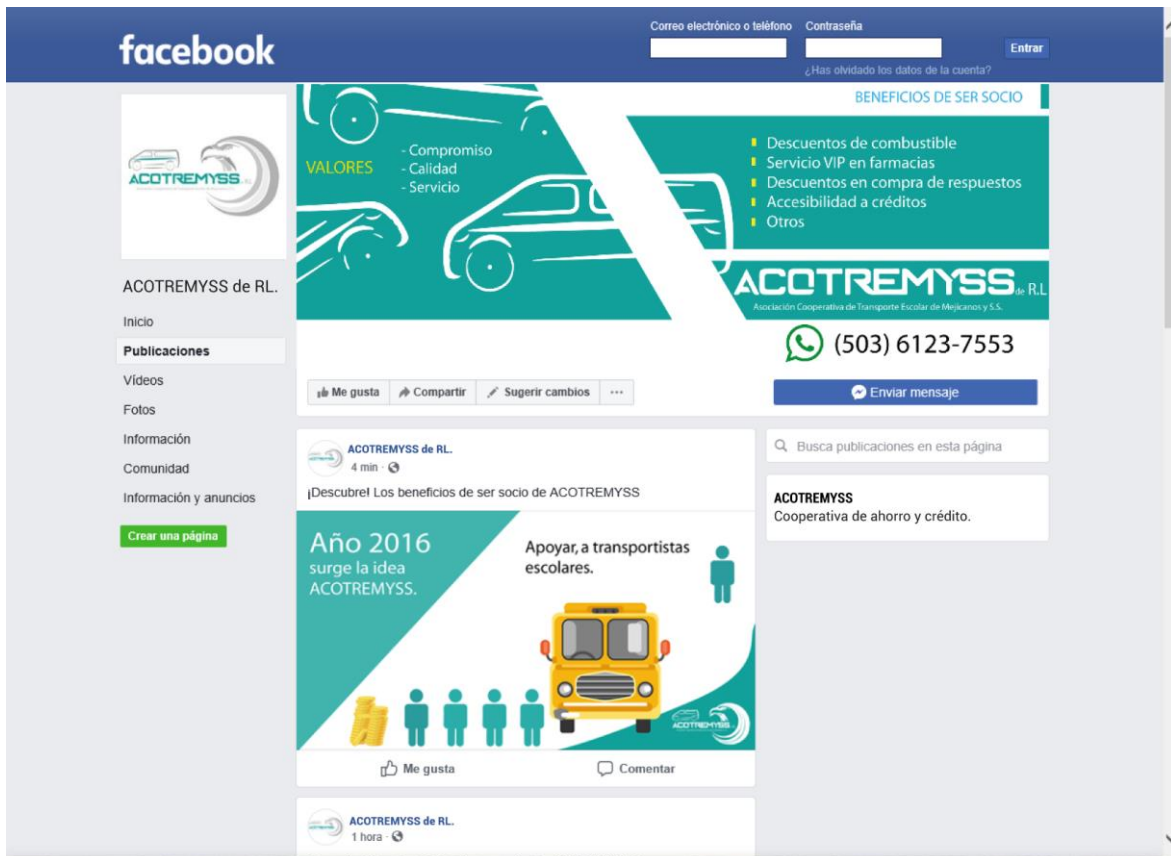 facebook
Correo electrónico o teléfono
Contraseña
Entrar
¿Has olvidado los datos de la cuenta?
ACOTREMYSS
ACOTREMYSS de RL.
Inicio
Publicaciones
Vídeos
Fotos
Información
Comunidad
Información y anuncios
Crear una página
VALORES
- Compromiso
- Calidad
- Servicio
BENEFICIOS DE SER SOCIO
Descuentos de combustible
Servicio VIP en farmacias
Descuentos en compra de respuestos
Accesibilidad a créditos
Otros
ACOTREMYSS de R.L
Asociación Cooperativa de Transporte Escolar de Mejicanos y S.S.
(503) 6123-7553
Me gusta
Compartir
Sugerir cambios
Enviar mensaje
ACOTREMYSS de RL.
4 min ·
¡Descubre! Los beneficios de ser socio de ACOTREMYSS
Año 2016
surge la idea
ACOTREMYSS.
Apoyar, a transportistas
escolares.
ACOTREMYSS
Me gusta
Comentar
Busca publicaciones en esta página
ACOTREMYSS
Cooperativa de ahorro y crédito.
ACOTREMYSS de RL.
1 hora ·